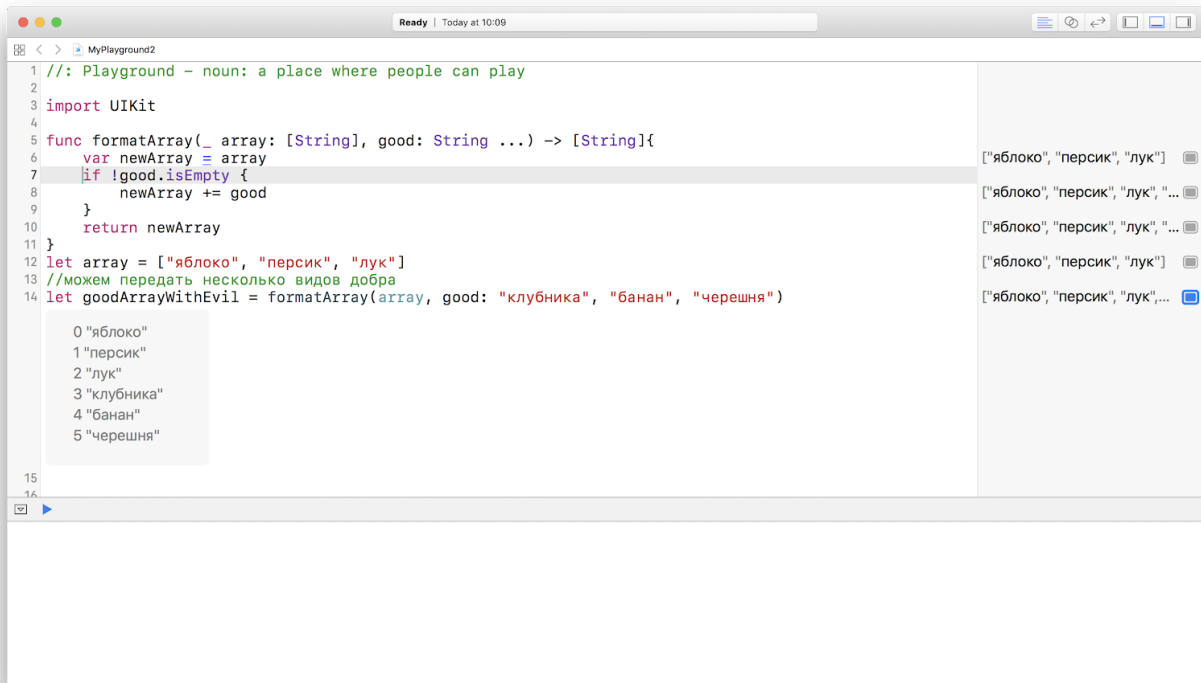 Ready | Today at 10:09
MyPlayground2
1 //: Playground – noun: a place where people can play
2
3 import UIKit
4
5 func formatArray(_ array: [String], good: String ...) -> [String]{
6 var newArray = array
["яблоко", "персик", "лук"]
7 if !good.isEmpty {
8 newArray += good
["яблоко", "персик", "лук", "...
9 }
10 return newArray
["яблоко", "персик", "лук", "...
11 }
12 let array = ["яблоко", "персик", "лук"]
["яблоко", "персик", "лук"]
13 //можем передать несколько видов добра
14 let goodArrayWithEvil = formatArray(array, good: "клубника", "банан", "черешня")
["яблоко", "персик", "лук",...
0 "яблоко"
1 "персик"
2 "лук"
3 "клубника"
4 "банан"
5 "черешня"
15
16